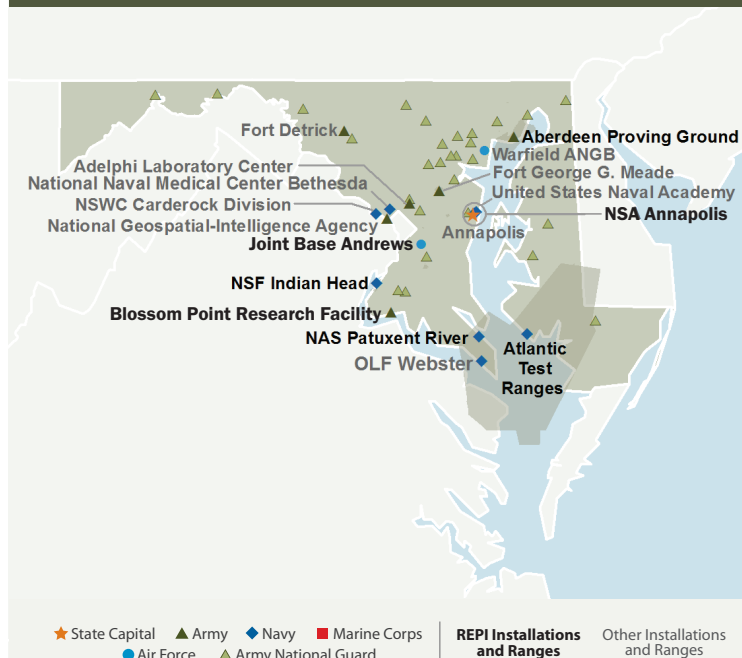 Fort Detrick
Aberdeen Proving Ground
Warfield ANGB
Adelphi Laboratory Center
Fort George G. Meade
National Naval Medical Center Bethesda
United States Naval Academy
NSWC Carderock Division
NSA Annapolis
National Geospatial-Intelligence Agency
Annapolis
Joint Base Andrews
NSF Indian Head
Blossom Point Research Facility
NAS Patuxent River
Atlantic
Test
Ranges
OLF Webster
State Capital Army Navy Marine Corps
Air Force Army National Guard
REPI Installations
and Ranges
Other Installations
and Ranges